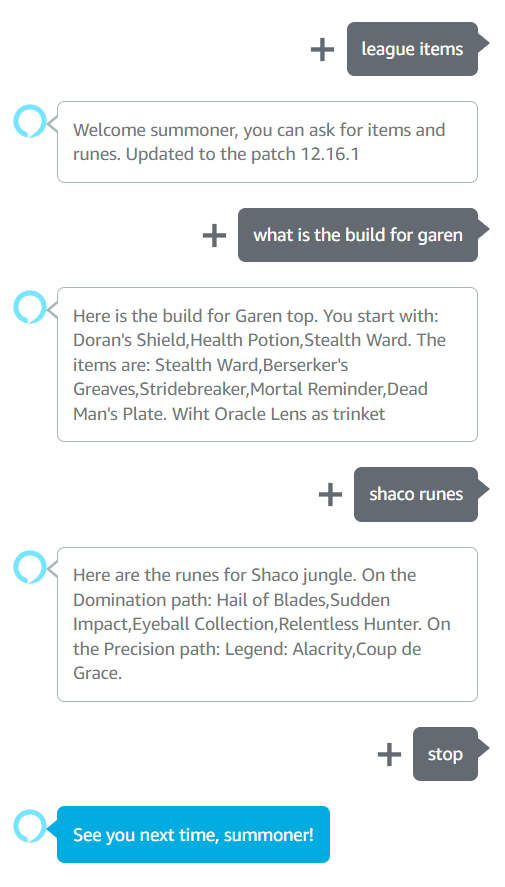 league items
Welcome summoner, you can ask for items and
runes. Updated to the patch 12.16.1
what is the build for garen
Here is the build for Garen top. You start with:
Doran's Shield,Health Potion,Stealth Ward. The
items are: Stealth Ward,Berserker's
Greaves,Stridebreaker,Mortal Reminder,Dead
Man's Plate. Wiht Oracle Lens as trinket
shaco runes
Here are the runes for Shaco jungle. On the
Domination path: Hail of Blades,Sudden
Impact,Eyeball Collection,Relentless Hunter. On
the Precision path: Legend: Alacrity,Coup de
Grace.
stop
See you next time, summoner!